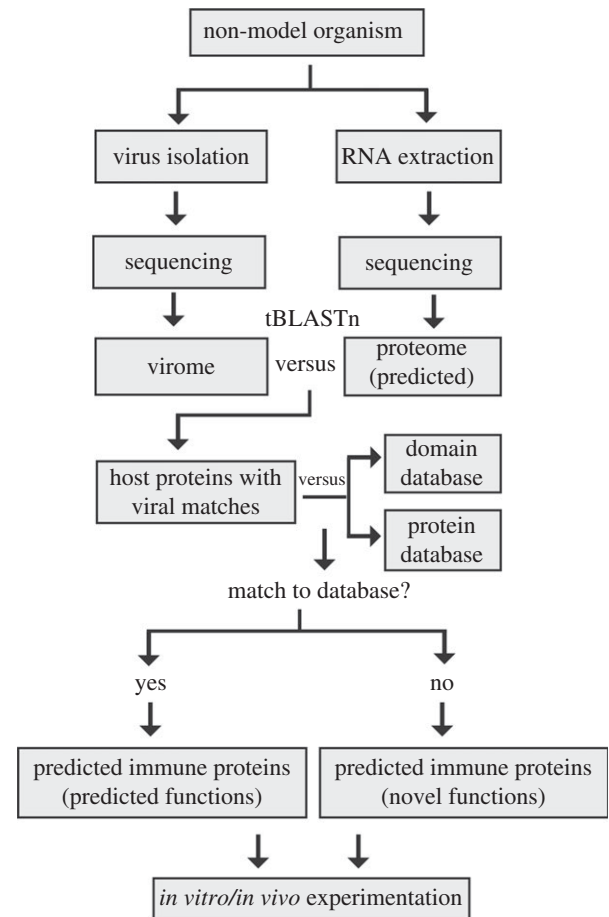 non-model organism
virus isolation
RNA extraction
sequencing
sequencing
tBLASTn
virome
versus
proteome
(predicted)
host proteins with
viral matches
versus
domain
database
protein
database
match to database?
yes
no
predicted immune proteins
(predicted functions)
predicted immune proteins
(novel functions)
in vitro/in vivo experimentation